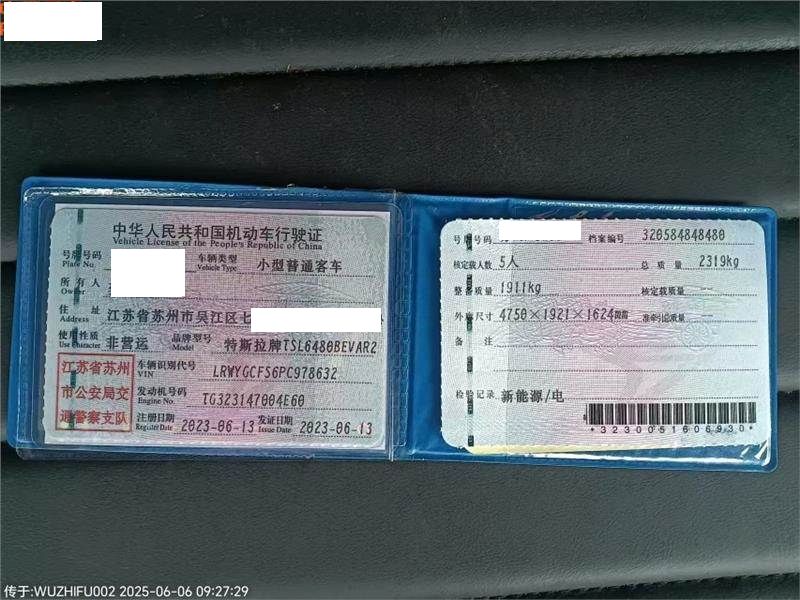 中华人民共和国机动车行驶证
Vehicle License of the People's Republic of China
号牌号码 Plate No.
车辆类型 Vehicle Type 小型普通客车
所有人 Owner
住址 Address 江苏省苏州市吴江区七
使用性质 Use Character 非营运 品牌型号 Model 特斯拉牌TSL6480BEVAR2
江苏省苏州
市公安局交
通警察支队
车辆识别代号 VIN LRWYGCFS6PC978632
发动机号码 Engine No. TG323147004E60
注册日期 Register Date 2023-06-13 发证日期 Issue Date 2023-06-13
号牌号码 档案编号 320584848480
核定载人数 5人 总质量 2319kg
整备质量 1911kg 核定载质量 --
外廓尺寸 4750×1921×1624mm 准牵引总质量 --
备注
检验记录 新能源/电
*3230051606930*
传于:WUZHIFU002 2025-06-06 09:27:29